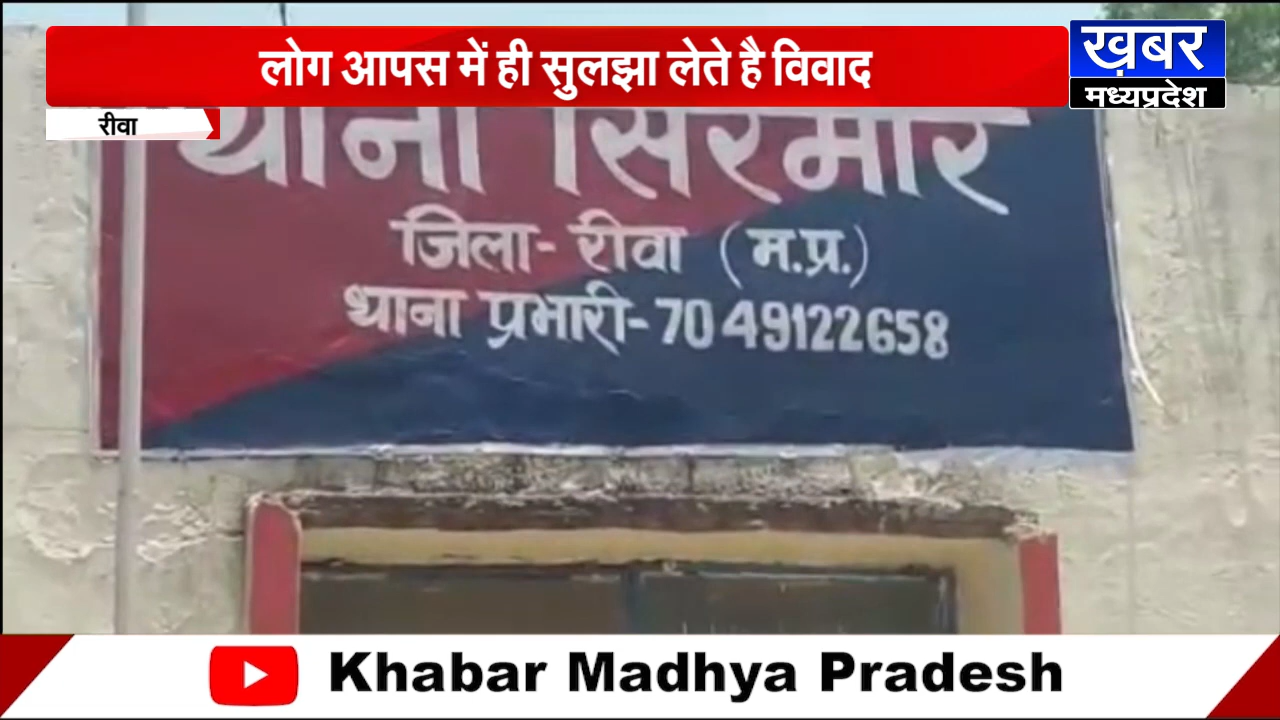 लोग आपस में ही सुलझा लेते है विवाद
ख़बर
मध्यप्रदेश
रीवा
थाना सिरमौर
जिला- रीवा (म.प्र.)
थाना प्रभारी-7049122658
Khabar Madhya Pradesh